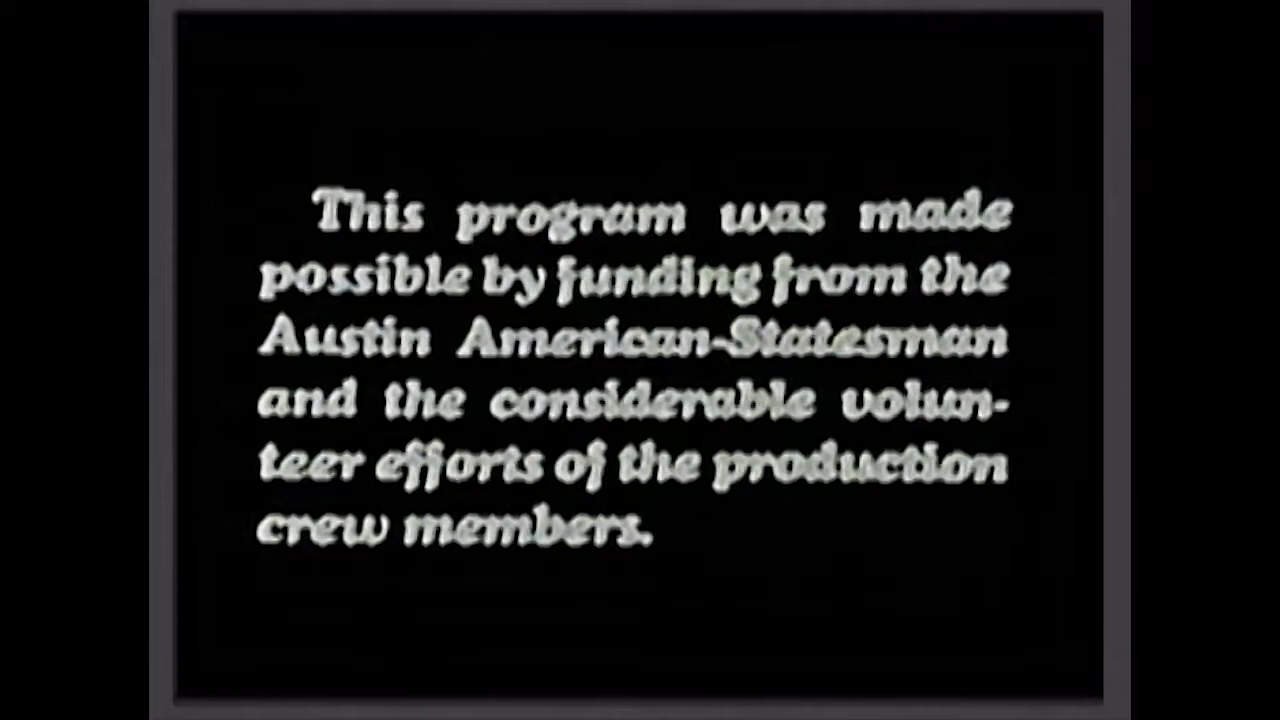 This program was made
possible by funding from the
Austin American-Statesman
and the considerable volun-
teer efforts of the production
crew members.